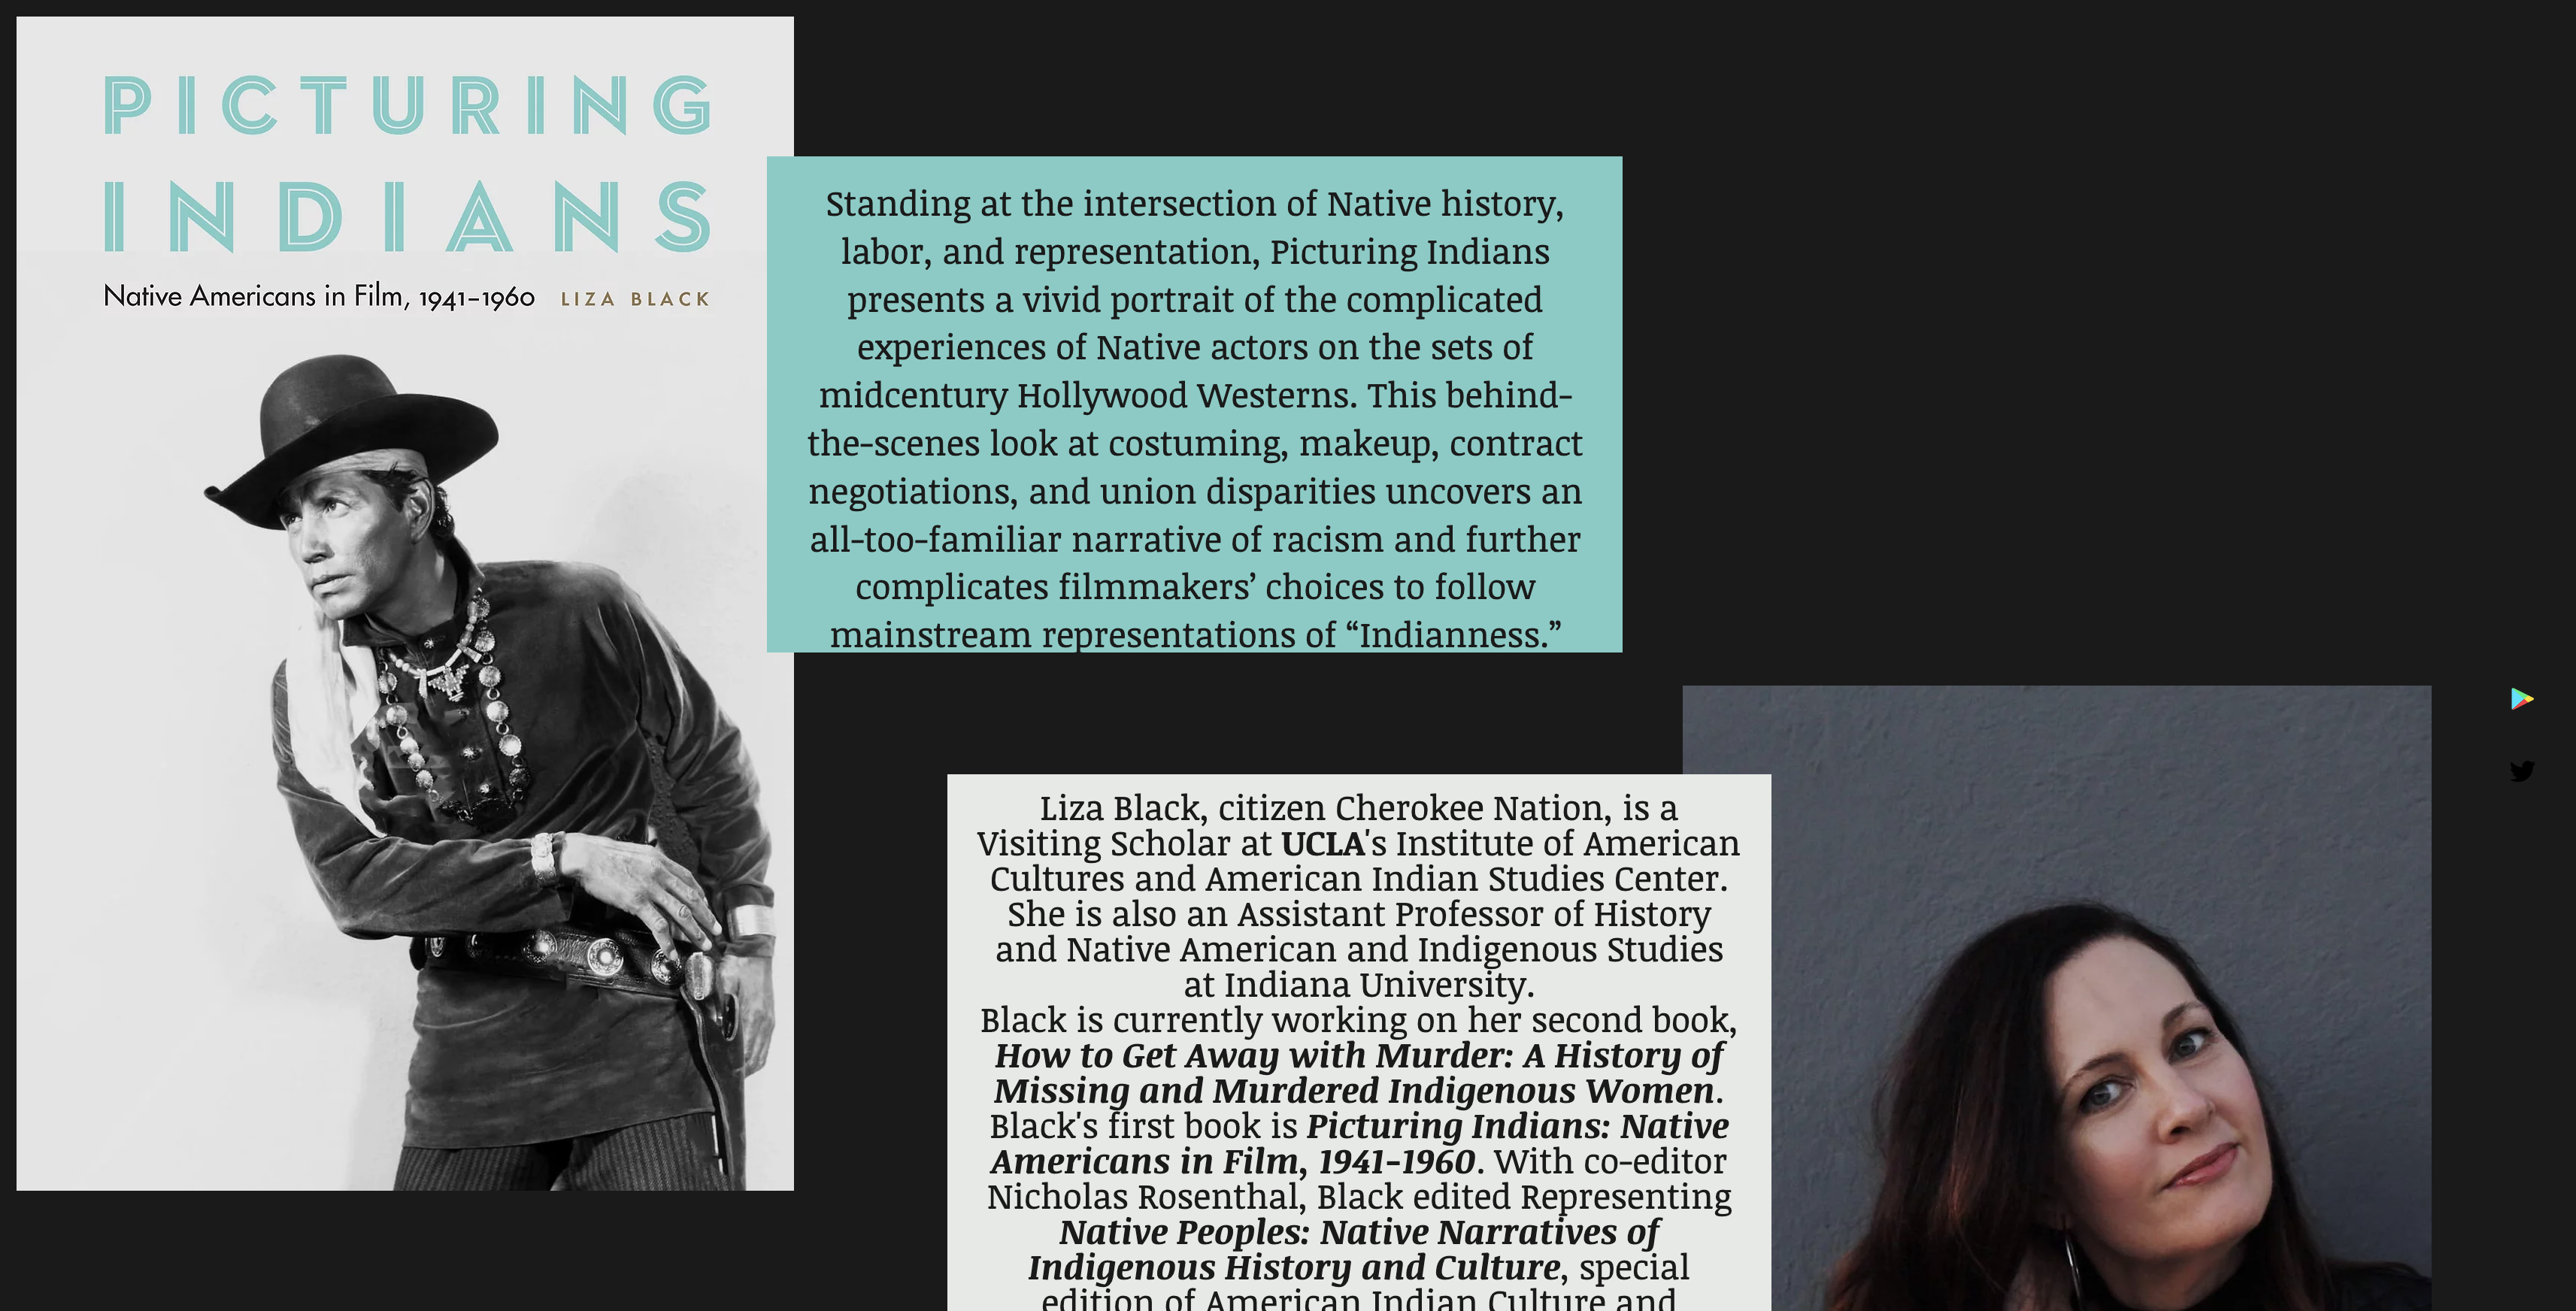 PICTURING
INDIANS
Native Americans in Film, 1941–1960 LIZA BLACK
Standing at the intersection of Native history,
labor, and representation, Picturing Indians
presents a vivid portrait of the complicated
experiences of Native actors on the sets of
midcentury Hollywood Westerns. This behind-
the-scenes look at costuming, makeup, contract
negotiations, and union disparities uncovers an
all-too-familiar narrative of racism and further
complicates filmmakers’ choices to follow
mainstream representations of “Indianness.”
Liza Black, citizen Cherokee Nation, is a
Visiting Scholar at UCLA's Institute of American
Cultures and American Indian Studies Center.
She is also an Assistant Professor of History
and Native American and Indigenous Studies
at Indiana University.
Black is currently working on her second book,
How to Get Away with Murder: A History of
Missing and Murdered Indigenous Women.
Black's first book is Picturing Indians: Native
Americans in Film, 1941-1960. With co-editor
Nicholas Rosenthal, Black edited Representing
Native Peoples: Native Narratives of
Indigenous History and Culture, special
edition of American Indian Culture and